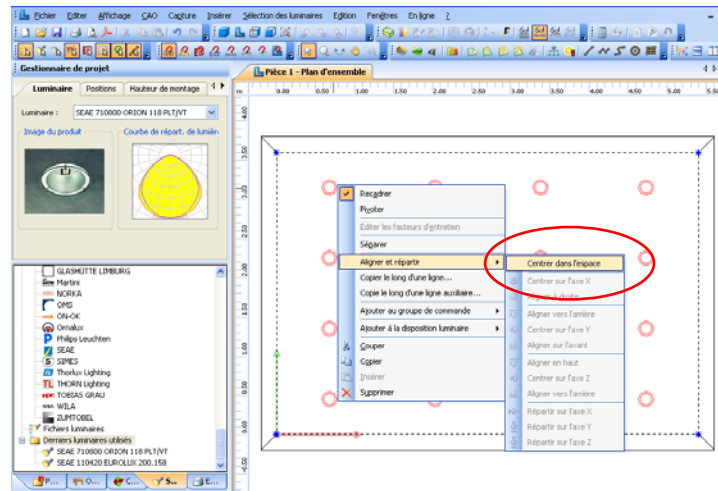 Fichier Editer Affichage CAO Capture Insérer Sélection des luminaires Edition Fenêtres En ligne ?
Gestionnaire de projet
Luminaire Positions Hauteur de montage
Luminaire : SEAE 710800 ORION 118 PLT/VT
Image du produit Courbe de répart. de lumièn
GLASHÜTTE LIMBURG
Martini
NORKA
OMS
ON-OK
Ornalux
Philips Leuchten
SEAE
SIMES
Thorlux Lighting
THORN Lighting
TOBIAS GRAU
WILA
ZUMTOBEL
Fichiers luminaires
Derniers luminaires utilisés
SEAE 710800 ORION 118 PLT/VT
SEAE 110420 EUROLUX 200.158
P... O... C... S... E...
Pièce 1 - Plan d'ensemble
m 0.00 0.50 1.00 1.50 2.00 2.50 3.00 3.50 4.00 4.50 5.00 5.50
Recadrer
Pivoter
Éditer les facteurs d'entretien
Séparer
Aligner et répartir
Copier le long d'une ligne...
Copie le long d'une ligne auxiliaire...
Ajouter au groupe de commande
Ajouter à la disposition luminaire
Couper
Copier
Insérer
Supprimer
Centrer dans l'espace
Centrer sur l'axe X
Aligner à droite
Aligner vers l'arrière
Centrer sur l'axe Y
Aligner sur l'avant
Aligner en haut
Centrer sur l'axe Z
Aligner vers l'arrière
Répartir sur l'axe X
Répartir sur l'axe Y
Répartir sur l'axe Z